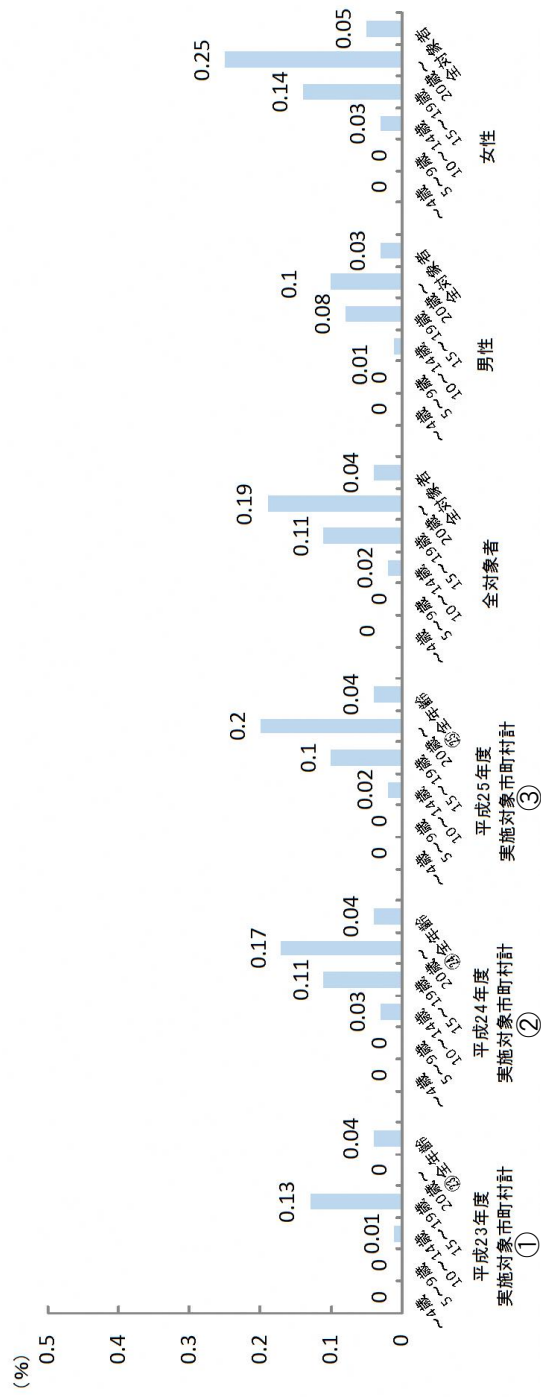 (%)
0.5
0.4
0.3
0.2
0.1
0
0 0 0.01 0.13 0 0.04
0 0 0.03 0.11 0.17 0.04
0 0 0.02 0.1 0.2 0.04
0 0 0.02 0.11 0.19 0.04
0 0 0.01 0.08 0.1 0.03
0 0 0.03 0.14 0.25 0.05
～4歳 5～9歳 10～14歳 15～19歳 20歳～ ㉓全年齢
平成23年度
実施対象市町村計
①
～4歳 5～9歳 10～14歳 15～19歳 20歳～ ㉔全年齢
平成24年度
実施対象市町村計
②
～4歳 5～9歳 10～14歳 15～19歳 20歳～ ㉕全年齢
平成25年度
実施対象市町村計
③
～4歳 5～9歳 10～14歳 15～19歳 20歳～ 全対象者
全対象者
～4歳 5～9歳 10～14歳 15～19歳 20歳～ 全対象者
男性
～4歳 5～9歳 10～14歳 15～19歳 20歳～ 全対象者
女性